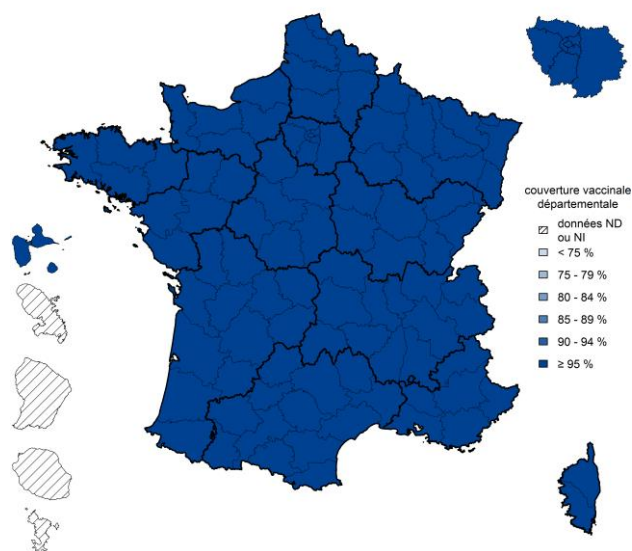 couverture vaccinale
départementale
données ND
ou NI
< 75 %
75 - 79 %
80 - 84 %
85 - 89 %
90 - 94 %
≥ 95 %